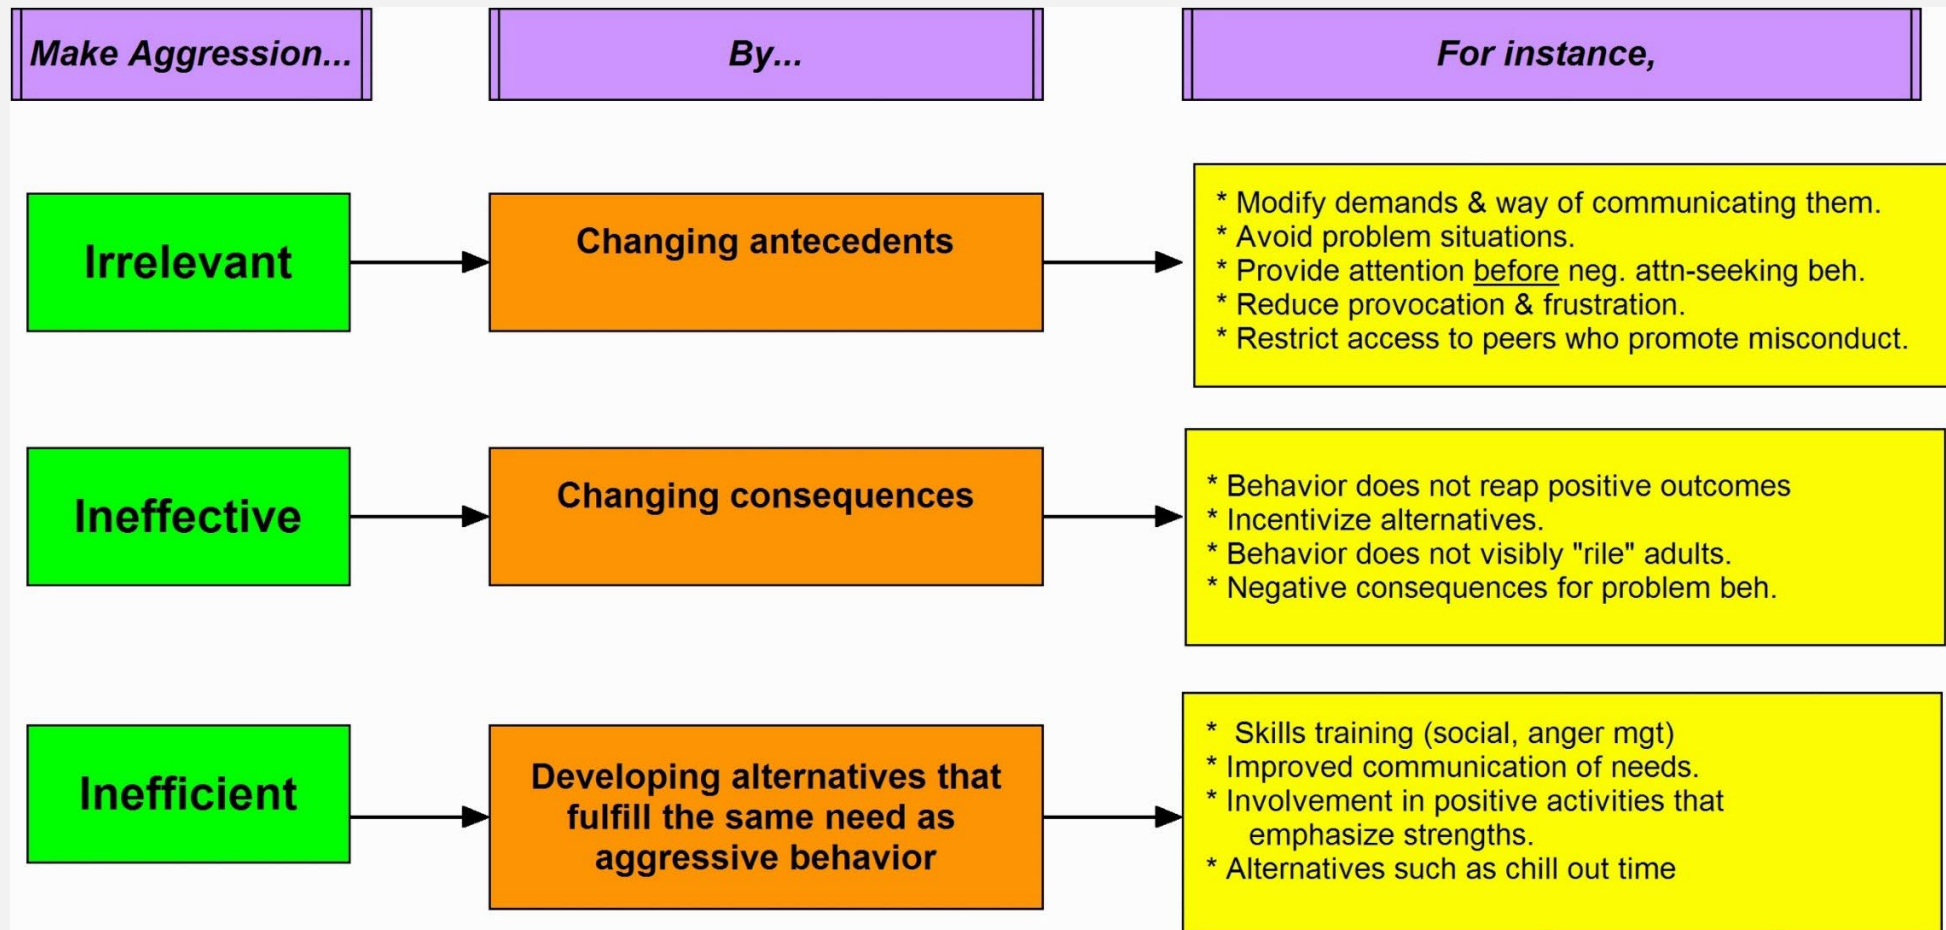 Make Aggression...
By...
For instance,
Irrelevant
Changing antecedents
* Modify demands & way of communicating them.
* Avoid problem situations.
* Provide attention before neg. attn-seeking beh.
* Reduce provocation & frustration.
* Restrict access to peers who promote misconduct.
Ineffective
Changing consequences
* Behavior does not reap positive outcomes
* Incentivize alternatives.
* Behavior does not visibly "rile" adults.
* Negative consequences for problem beh.
Inefficient
Developing alternatives that
fulfill the same need as
aggressive behavior
* Skills training (social, anger mgt)
* Improved communication of needs.
* Involvement in positive activities that
emphasize strengths.
* Alternatives such as chill out time